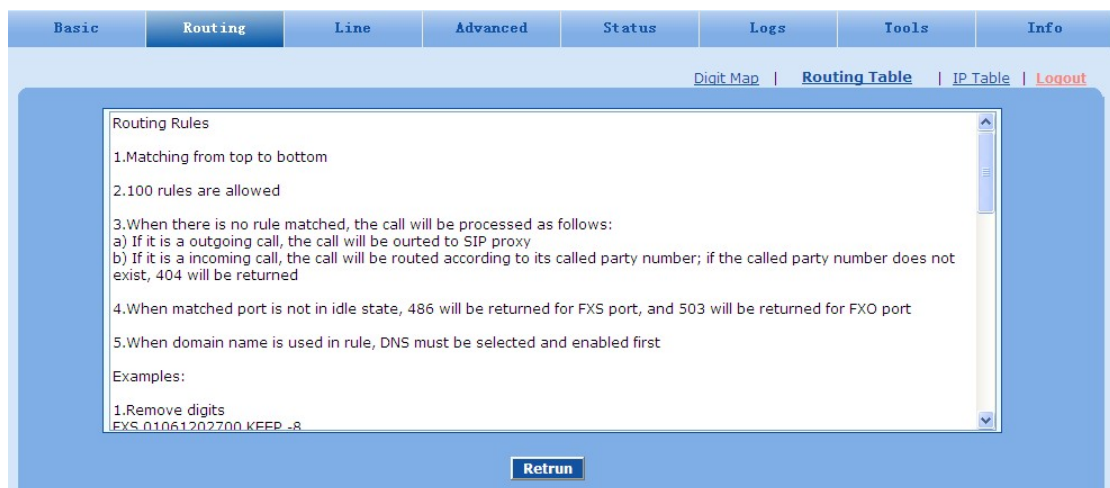 Basic Routing Line Advanced Status Logs Tools Info
Digit Map | Routing Table | IP Table | Logout
Routing Rules
1.Matching from top to bottom
2.100 rules are allowed
3.When there is no rule matched, the call will be processed as follows:
a) If it is a outgoing call, the call will be ourted to SIP proxy
b) If it is a incoming call, the call will be routed according to its called party number; if the called party number does not
exist, 404 will be returned
4.When matched port is not in idle state, 486 will be returned for FXS port, and 503 will be returned for FXO port
5.When domain name is used in rule, DNS must be selected and enabled first
Examples:
1.Remove digits
FXS 01061202700 KEEP -8
Retrun